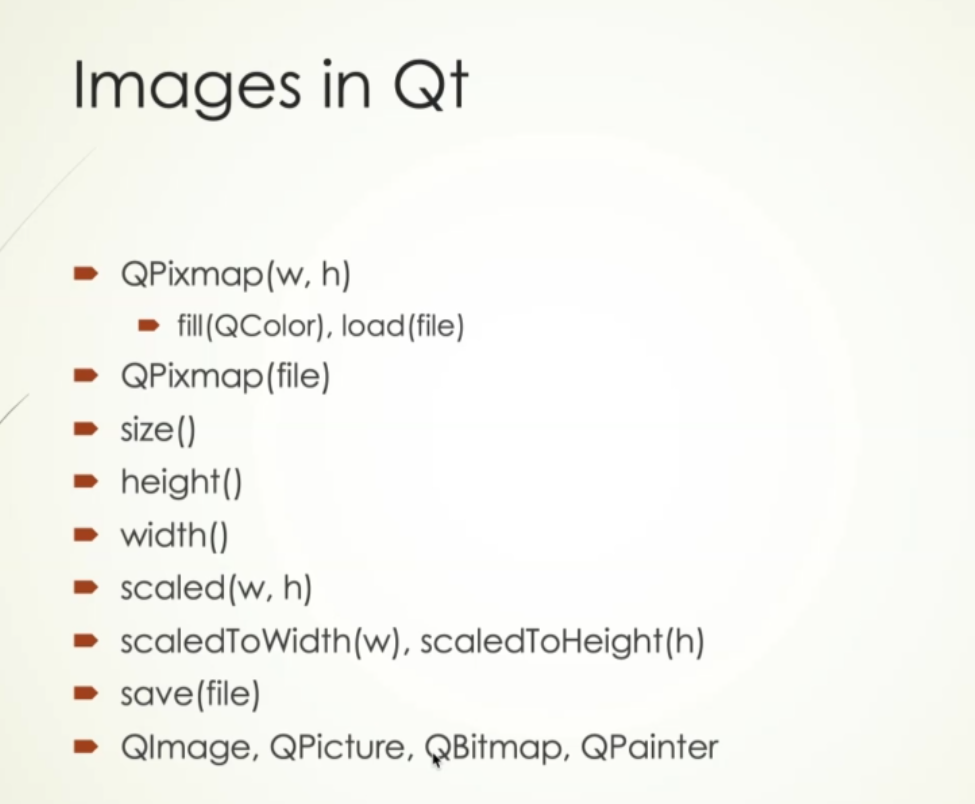 Images in Qt
QPixmap(w, h)
fill(QColor), load(file)
QPixmap(file)
size()
height()
width()
scaled(w, h)
scaledToWidth(w), scaledToHeight(h)
save(file)
QImage, QPicture, QBitmap, QPainter